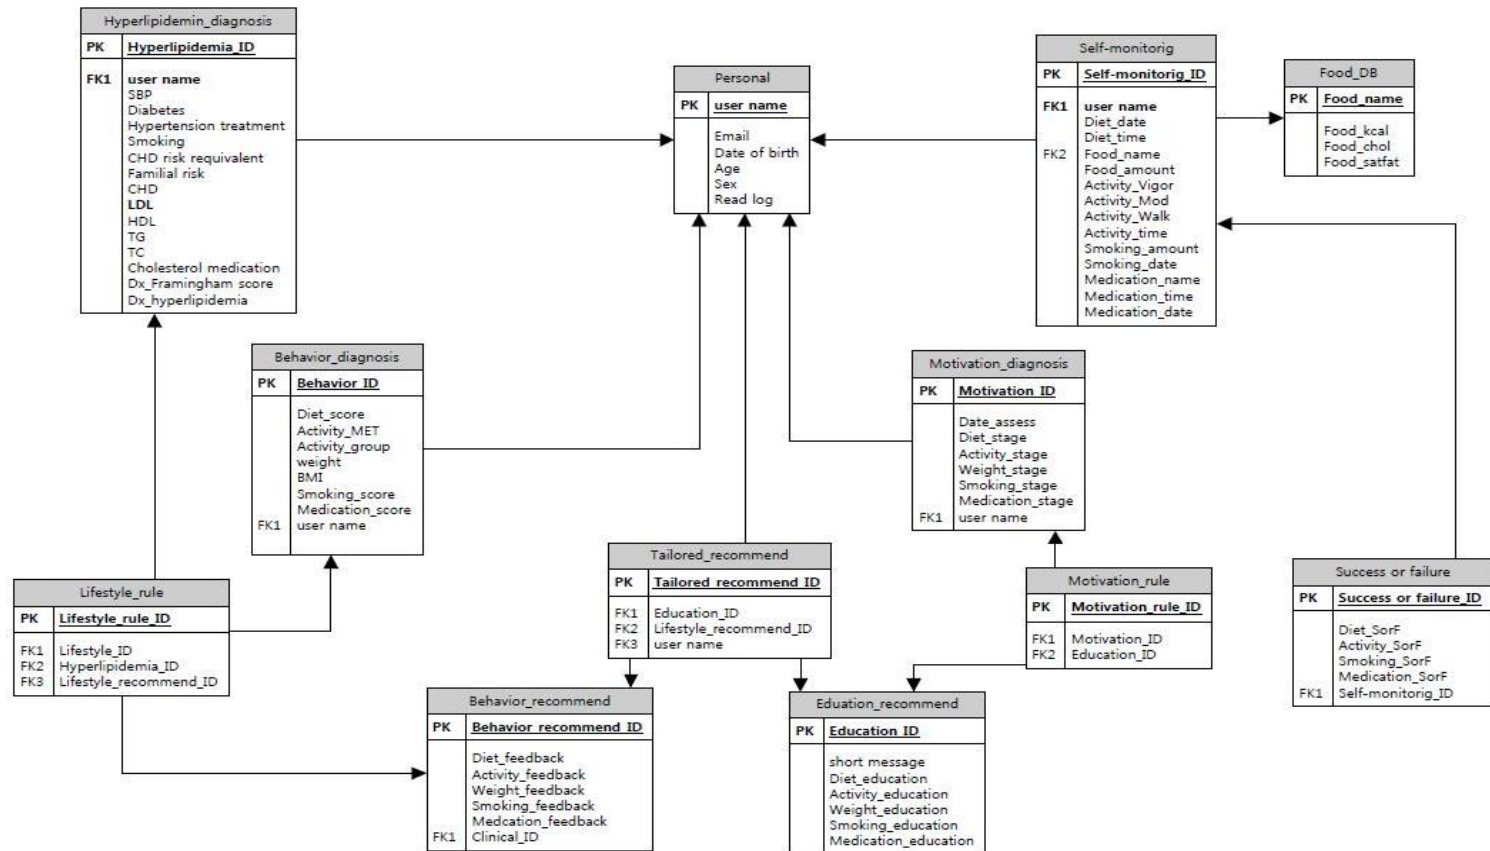 Hyperlipidemin_diagnosis
PK Hyperlipidemia_ID
FK1 user name
SBP
Diabetes
Hypertension treatment
Smoking
CHD risk requivalent
Familial risk
CHD
LDL
HDL
TG
TC
Cholesterol medication
Dx_Framingham score
Dx_hyperlipidemia
Personal
PK user name
Email
Date of birth
Age
Sex
Read log
Self-monitorig
PK Self-monitorig_ID
FK1 user name
Diet_date
Diet_time
FK2 Food_name
Food_amount
Activity_Vigor
Activity_Mod
Activity_Walk
Activity_time
Smoking_amount
Smoking_date
Medication_name
Medication_time
Medication_date
Food_DB
PK Food_name
Food_kcal
Food_chol
Food_satfat
Behavior_diagnosis
PK Behavior_ID
Diet_score
Activity_MET
Activity_group
weight
BMI
Smoking_score
Medication_score
FK1 user name
Motivation_diagnosis
PK Motivation_ID
Date_assess
Diet_stage
Activity_stage
Weight_stage
Smoking_stage
Medication_stage
FK1 user name
Lifestyle_rule
PK Lifestyle_rule_ID
FK1 Lifestyle_ID
FK2 Hyperlipidemia_ID
FK3 Lifestyle_recommend_ID
Tailored_recommend
PK Tailored_recommend_ID
FK1 Education_ID
FK2 Lifestyle_recommend_ID
FK3 user name
Motivation_rule
PK Motivation_rule_ID
FK1 Motivation_ID
FK2 Education_ID
Success or failure
PK Success or failure_ID
Diet_SorF
Activity_SorF
Smoking_SorF
Medication_SorF
FK1 Self-monitorig_ID
Behavior_recommend
PK Behavior_recommend_ID
Diet_feedback
Activity_feedback
Weight_feedback
Smoking_feedback
Medcation_feedback
FK1 Clinical_ID
Eduation_recommend
PK Education_ID
short message
Diet_education
Activity_education
Weight_education
Smoking_education
Medication_education